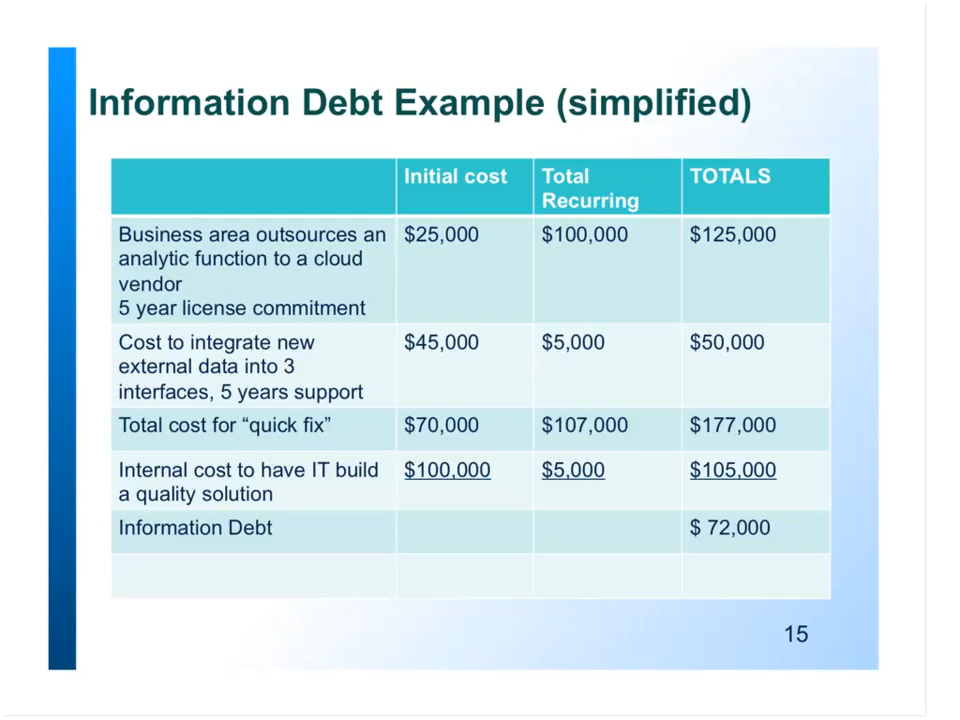 Information Debt Example (simplified)
Initial cost
Total
Recurring
TOTALS
Business area outsources an
analytic function to a cloud
vendor
5 year license commitment
$25,000
$100,000
$125,000
Cost to integrate new
external data into 3
interfaces, 5 years support
$45,000
$5,000
$50,000
Total cost for “quick fix”
$70,000
$107,000
$177,000
Internal cost to have IT build
a quality solution
$100,000
$5,000
$105,000
Information Debt
$ 72,000
15